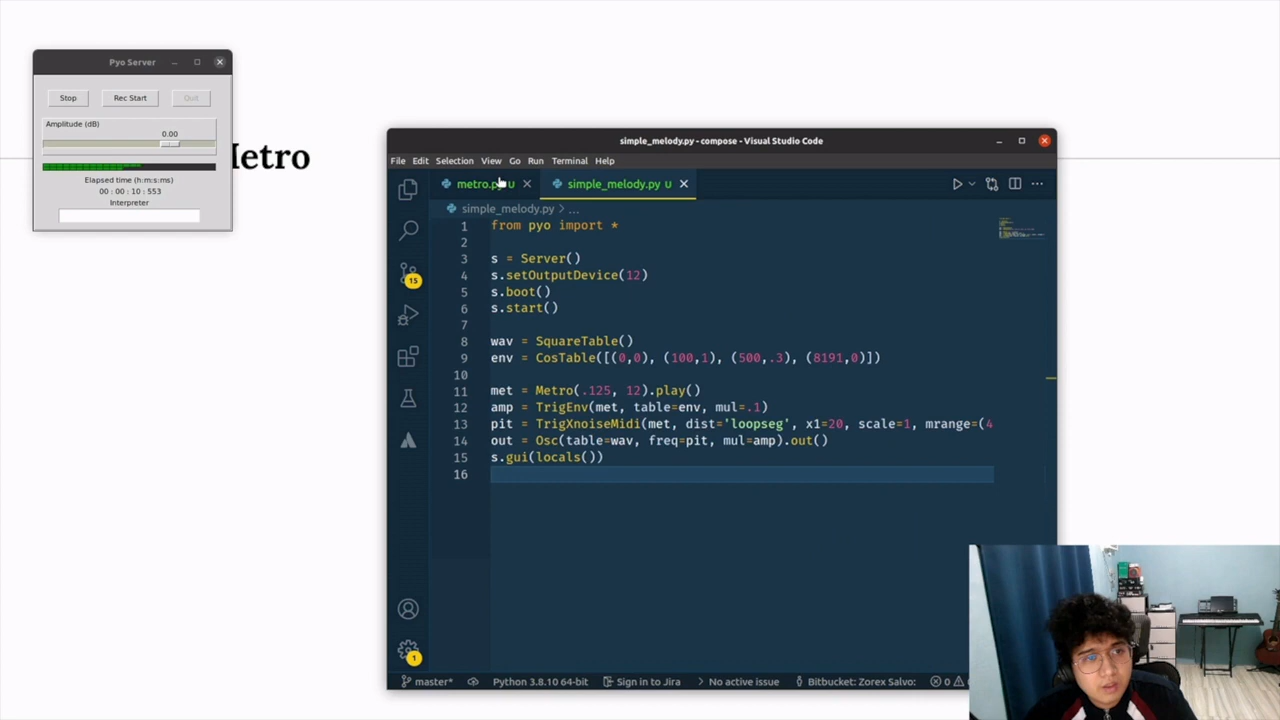 Pyo Server
Stop
Rec Start
Quit
Amplitude (dB)
0.00
Elapsed time (h:m:s:ms)
00 : 00 : 10 : 553
Interpreter
Metro
simple_melody.py - compose - Visual Studio Code
File Edit Selection View Go Run Terminal Help
metro.py U
simple_melody.py U
simple_melody.py > ...
1 from pyo import *
2
3 s = Server()
4 s.setOutputDevice(12)
5 s.boot()
6 s.start()
7
8 wav = SquareTable()
9 env = CosTable([(0,0), (100,1), (500,.3), (8191,0)])
10
11 met = Metro(.125, 12).play()
12 amp = TrigEnv(met, table=env, mul=.1)
13 pit = TrigXnoiseMidi(met, dist='loopseg', x1=20, scale=1, mrange=(4
14 out = Osc(table=wav, freq=pit, mul=amp).out()
15 s.gui(locals())
16
15
1
master* Python 3.8.10 64-bit Sign in to Jira No active issue Bitbucket: Zorex Salvo: 0